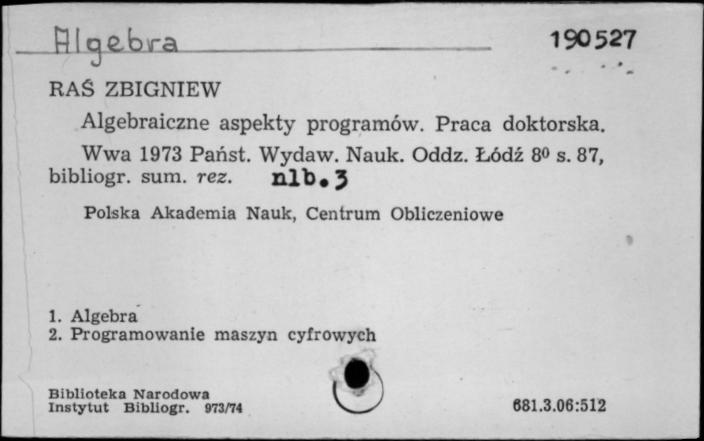 Algebra 190527
RAŚ ZBIGNIEW
Algebraiczne aspekty programów. Praca doktorska.
Wwa 1973 Państ. Wydaw. Nauk. Oddz. Łódź 8⁰ s. 87,
bibliogr. sum. rez. nlb. 3
Polska Akademia Nauk, Centrum Obliczeniowe
1. Algebra
2. Programowanie maszyn cyfrowych
Biblioteka Narodowa
Instytut Bibliogr. 973/74 681.3.06:512